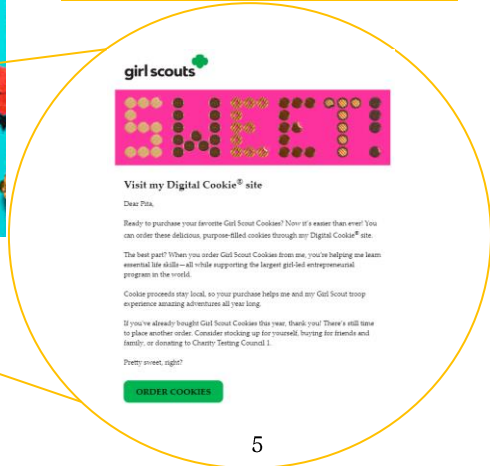 girl scouts
SWEET!
Visit my Digital Cookie® site
Dear Pita,
Ready to purchase your favorite Girl Scout Cookies? Now it's easier than ever! You
can order these delicious, purpose-filled cookies through my Digital Cookie® site.
The best part? When you order Girl Scout Cookies from me, you're helping me learn
essential life skills—all while supporting the largest girl-led entrepreneurial
program in the world.
Cookie proceeds stay local, so your purchase helps me and my Girl Scout troop
experience amazing adventures all year long.
If you've already bought Girl Scout Cookies this year, thank you! There's still time
to place another order. Consider stocking up for yourself, buying for friends and
family, or donating to Charity Testing Council 1.
Pretty sweet, right?
ORDER COOKIES
5